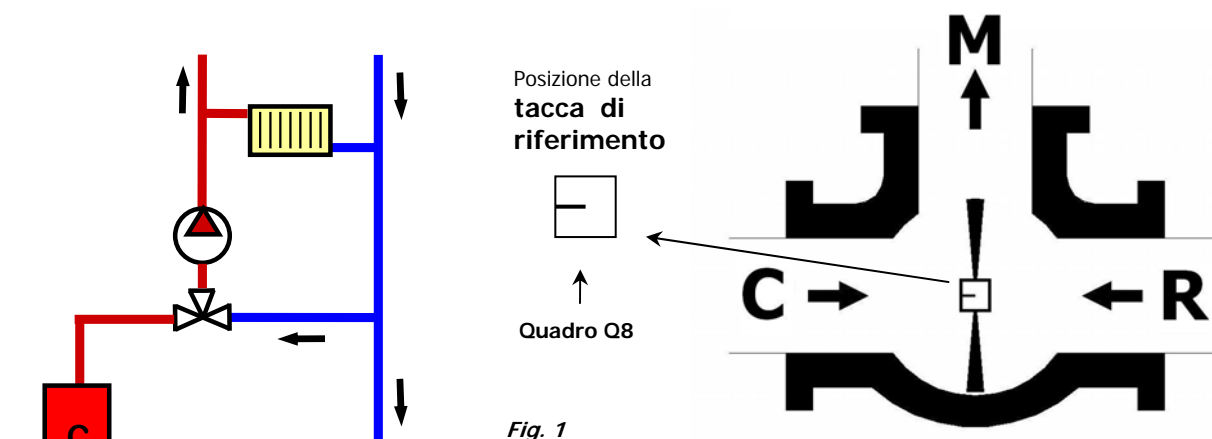 Posizione della
tacca di
riferimento
Quadro Q8
Fig. 1
M
C
R
C